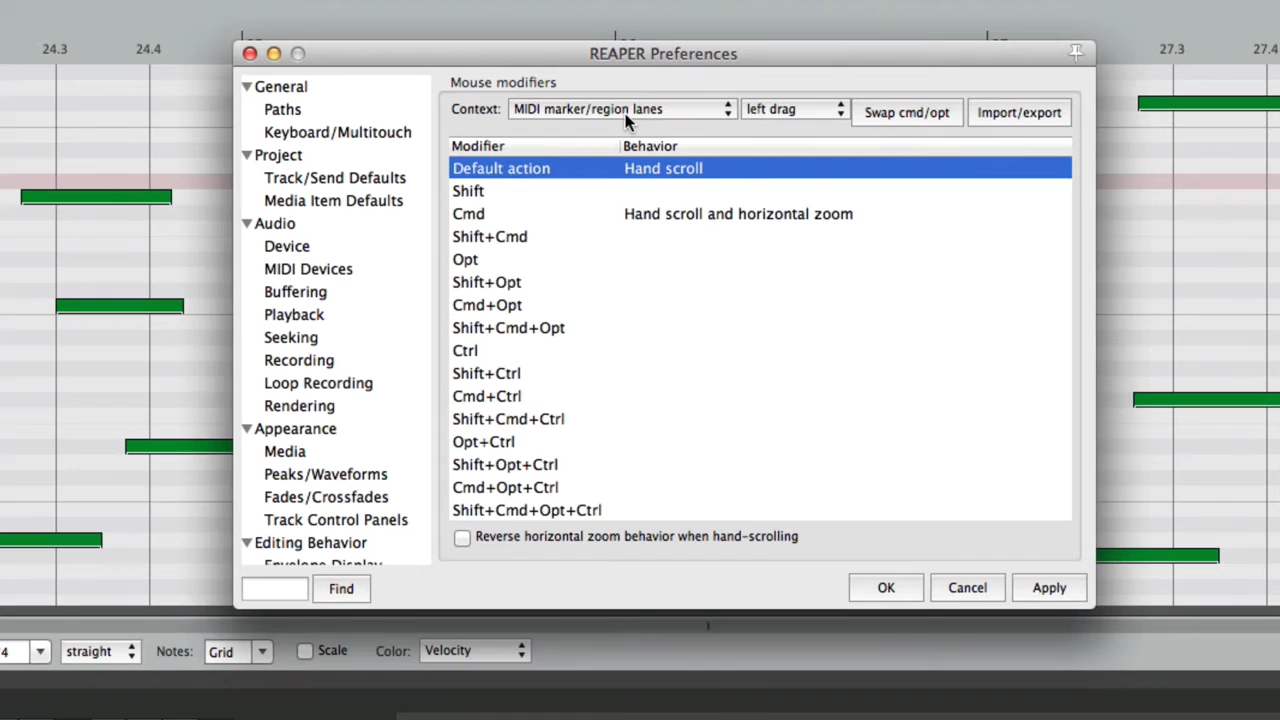 24.3
24.4
27.3
27.4
REAPER Preferences
General
Paths
Keyboard/Multitouch
Project
Track/Send Defaults
Media Item Defaults
Audio
Device
MIDI Devices
Buffering
Playback
Seeking
Recording
Loop Recording
Rendering
Appearance
Media
Peaks/Waveforms
Fades/Crossfades
Track Control Panels
Editing Behavior
Envelope Display
Find
Mouse modifiers
Context: MIDI marker/region lanes left drag Swap cmd/opt Import/export
Modifier Behavior
Default action Hand scroll
Shift
Cmd Hand scroll and horizontal zoom
Shift+Cmd
Opt
Shift+Opt
Cmd+Opt
Shift+Cmd+Opt
Ctrl
Shift+Ctrl
Cmd+Ctrl
Shift+Cmd+Ctrl
Opt+Ctrl
Shift+Opt+Ctrl
Cmd+Opt+Ctrl
Shift+Cmd+Opt+Ctrl
Reverse horizontal zoom behavior when hand-scrolling
OK Cancel Apply
4 straight Notes: Grid Scale Color: Velocity